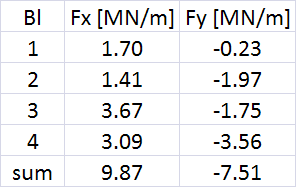 Bl Fx [MN/m] Fy [MN/m]
1 1.70 -0.23
2 1.41 -1.97
3 3.67 -1.75
4 3.09 -3.56
sum 9.87 -7.51